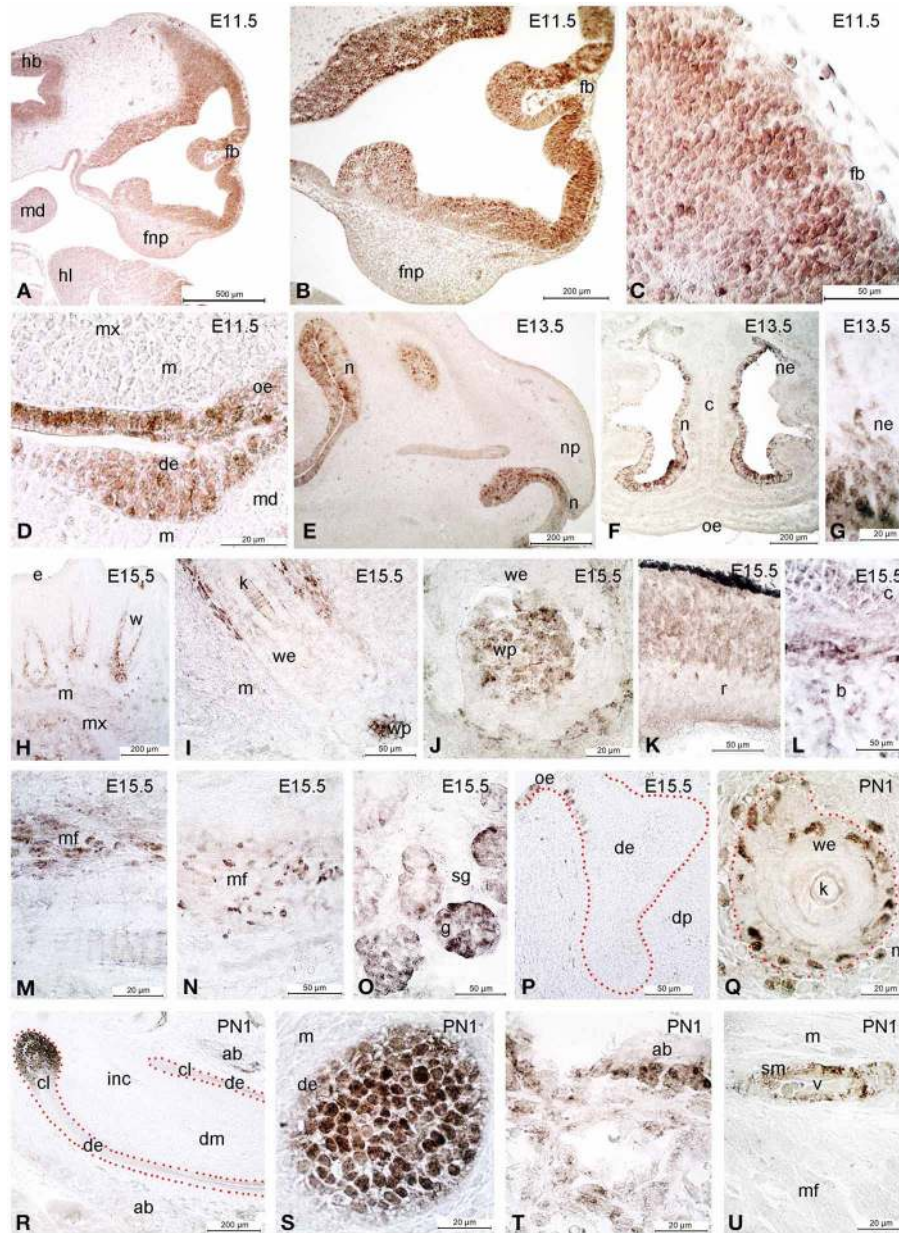 E11.5
hb
fb
md
fnp
hl
A
500 µm
E11.5
fb
fnp
B
200 µm
E11.5
fb
C
50 µm
E11.5
mx
m
oe
de
md
m
D
20 µm
E13.5
n
np
n
E
200 µm
E13.5
ne
c
n
oe
F
200 µm
E13.5
ne
G
20 µm
e
E15.5
w
m
mx
H
200 µm
E15.5
k
we
m
wp
I
50 µm
we
E15.5
wp
J
20 µm
E15.5
r
K
50 µm
E15.5
c
b
L
50 µm
E15.5
mf
M
20 µm
E15.5
mf
N
50 µm
E15.5
sg
g
O
50 µm
oe
E15.5
de
dp
P
50 µm
PN1
we
k
Q
20 µm
PN1
ab
cl
inc
cl
de
dm
de
ab
R
200 µm
PN1
m
de
S
20 µm
PN1
ab
T
20 µm
PN1
m
sm
v
mf
U
20 µm